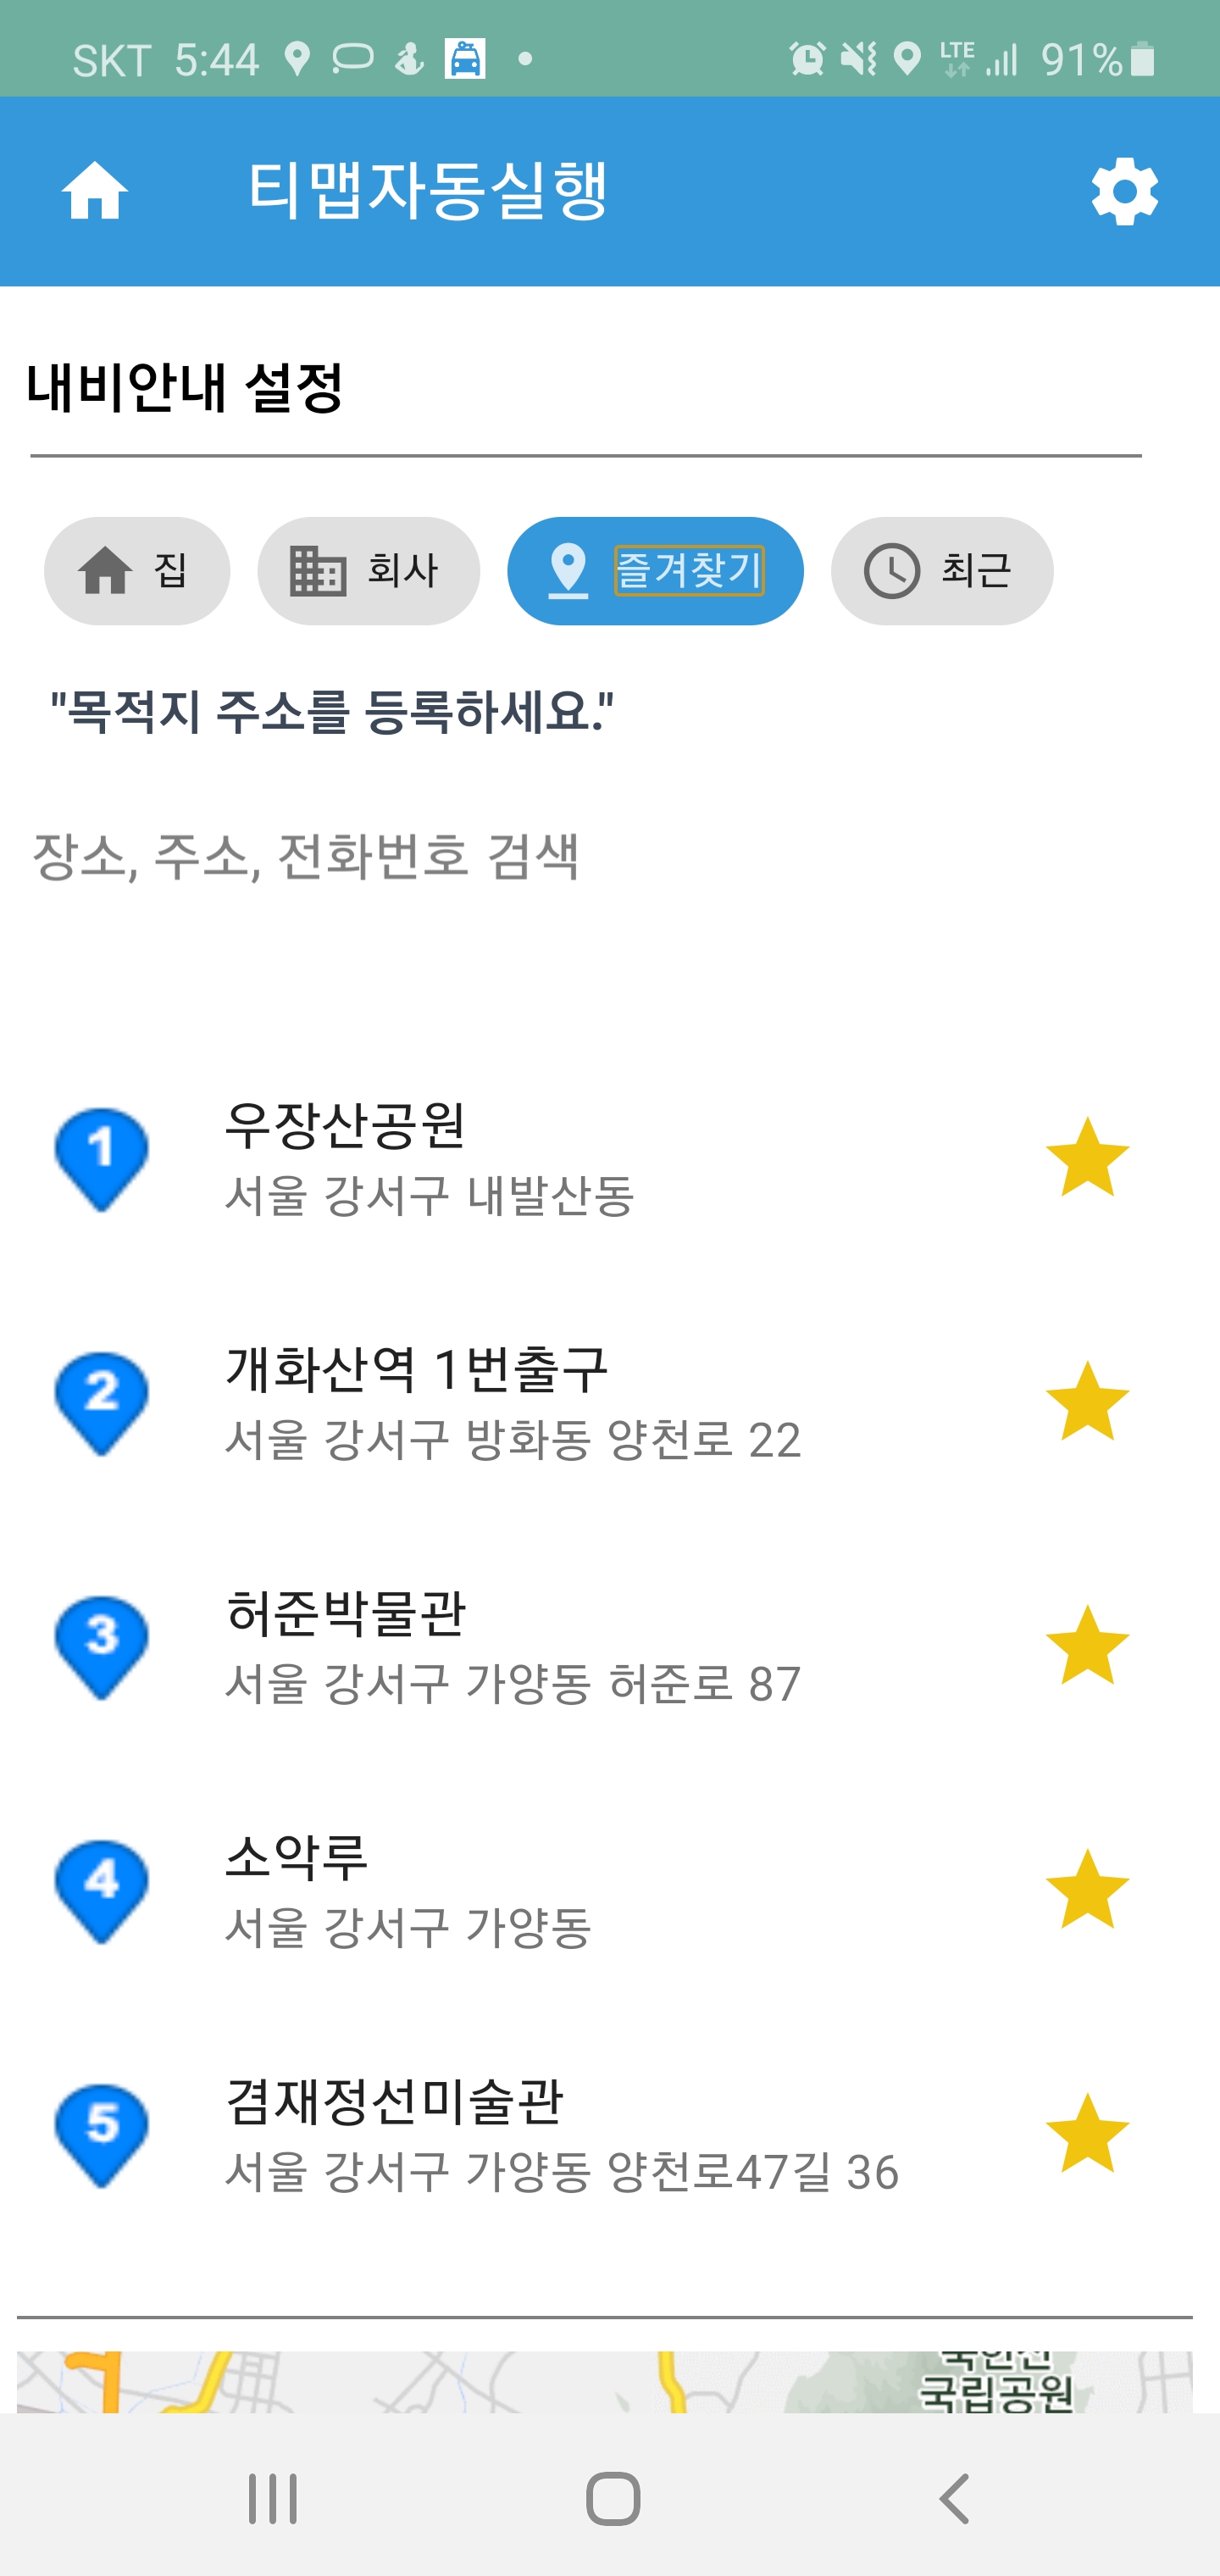 SKT 5:44 LTE 91%
티맵자동실행
내비안내 설정
집 회사 즐겨찾기 최근
"목적지 주소를 등록하세요."
장소, 주소, 전화번호 검색
1 우장산공원
서울 강서구 내발산동
2 개화산역 1번출구
서울 강서구 방화동 양천로 22
3 허준박물관
서울 강서구 가양동 허준로 87
4 소악루
서울 강서구 가양동
5 겸재정선미술관
서울 강서구 가양동 양천로47길 36
북한산
국립공원